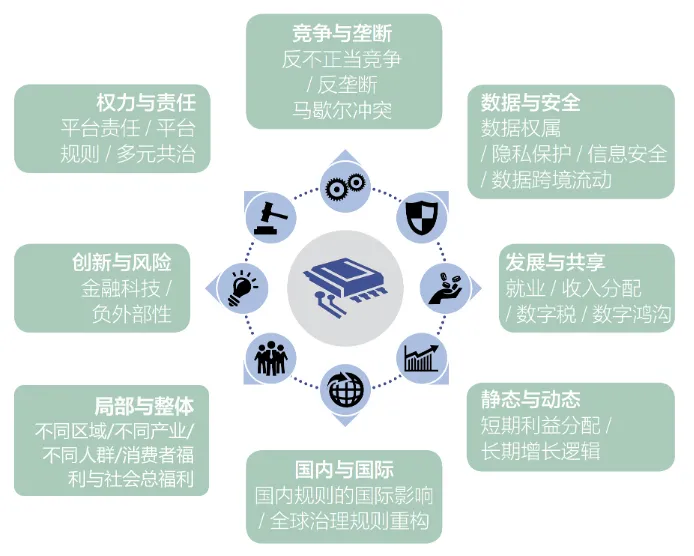 竞争与垄断
反不正当竞争
/ 反垄断
马歇尔冲突
权力与责任
平台责任 / 平台
规则 / 多元共治
数据与安全
数据权属
/ 隐私保护 / 信息安全
/ 数据跨境流动
创新与风险
金融科技 /
负外部性
发展与共享
就业 / 收入分配
/ 数字税 / 数字鸿沟
局部与整体
不同区域/不同产业/
不同人群/消费者福
利与社会总福利
静态与动态
短期利益分配 /
长期增长逻辑
国内与国际
国内规则的国际影响
/ 全球治理规则重构